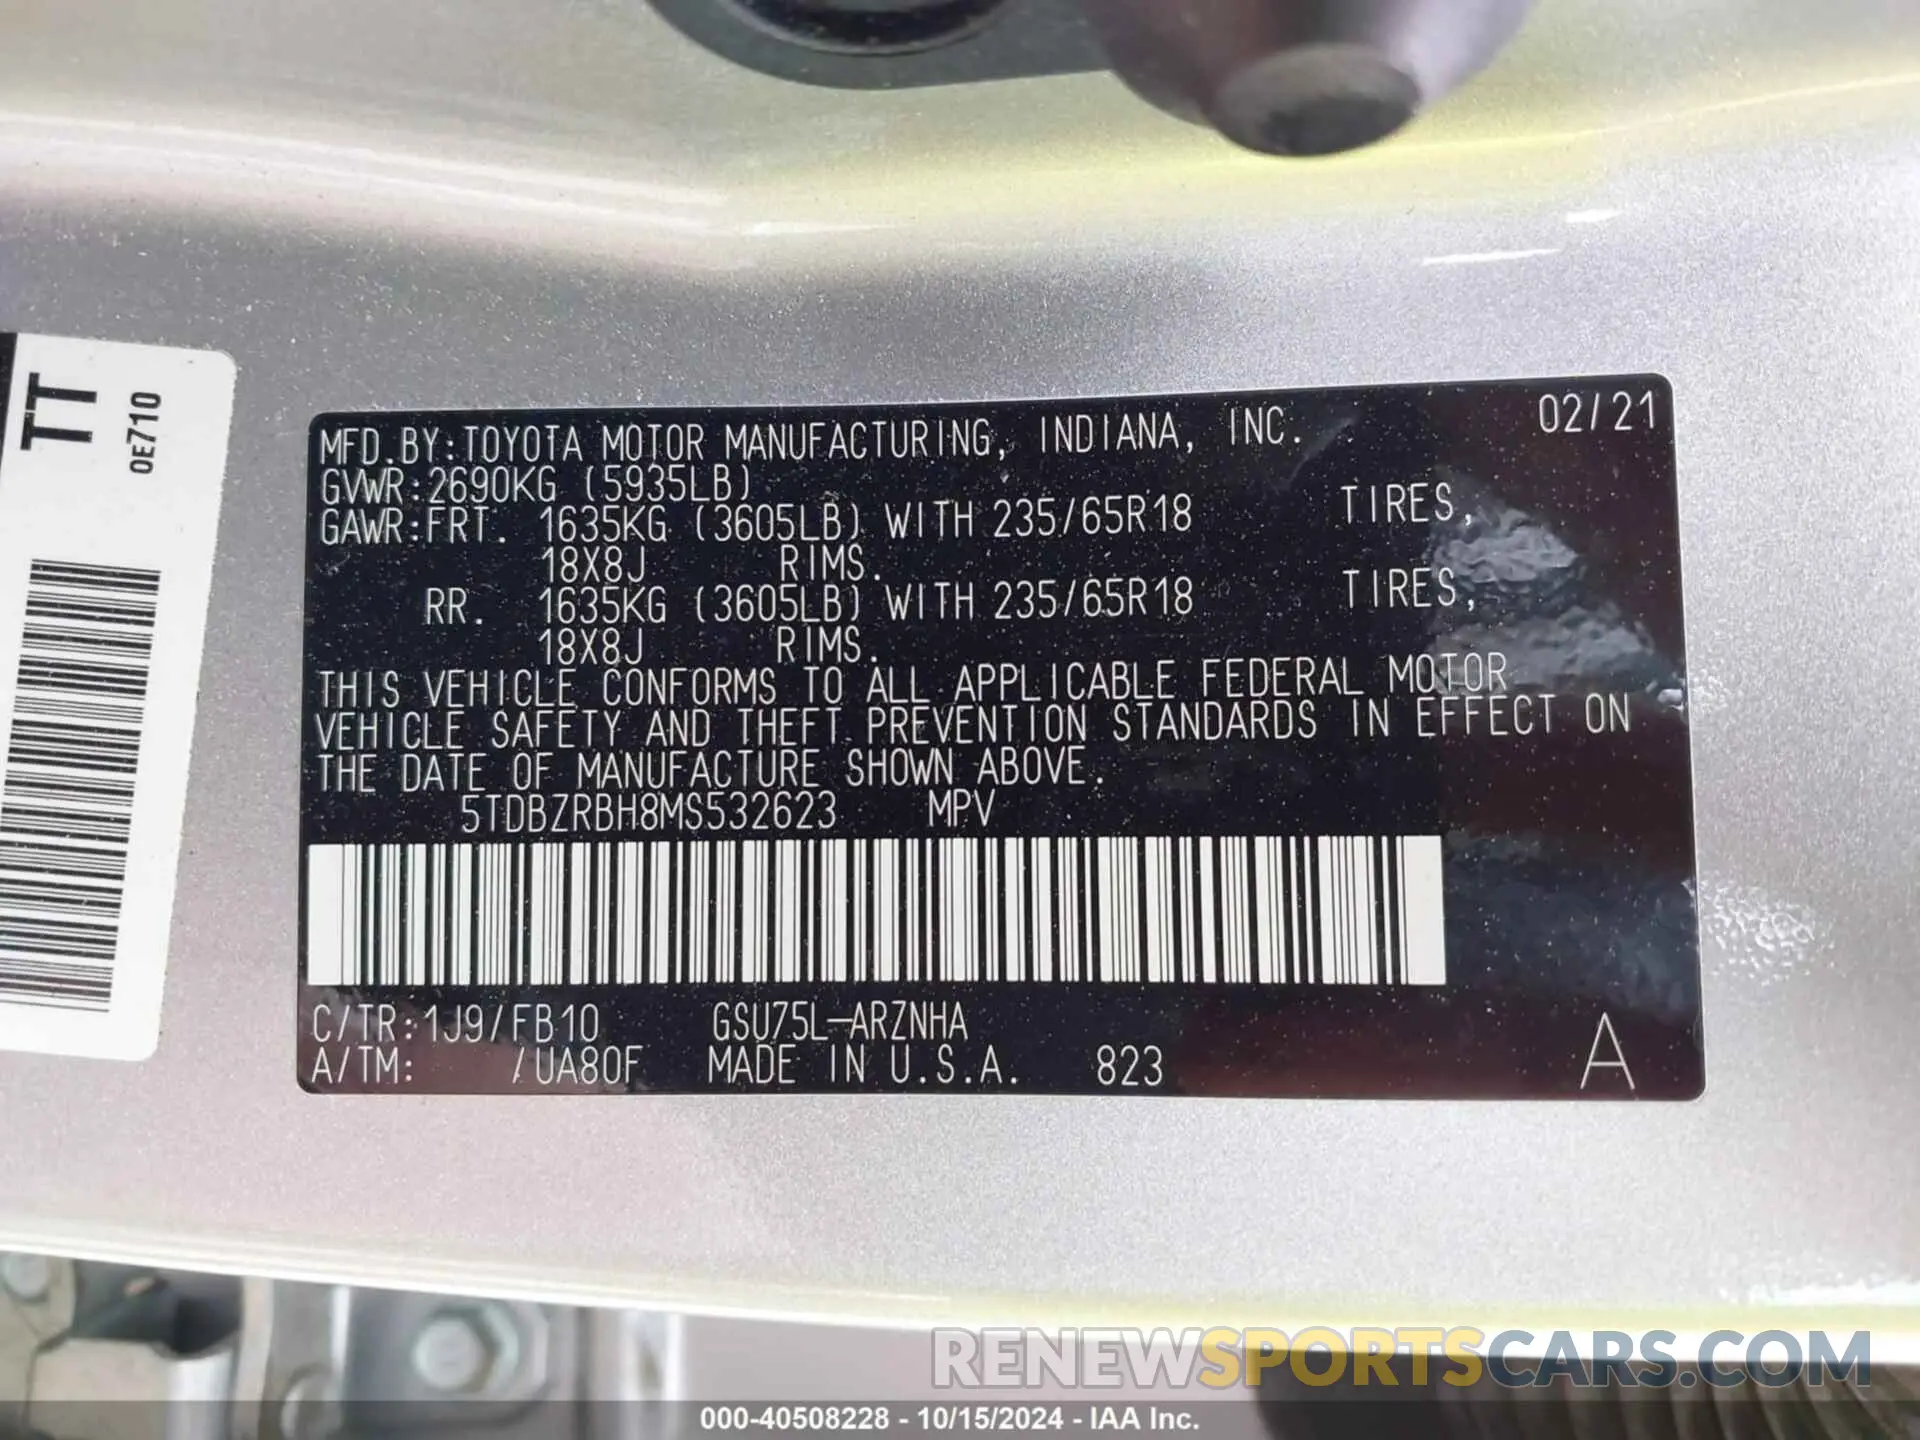 TT
0E710
MFD.BY:TOYOTA MOTOR MANUFACTURING, INDIANA, INC. 02/21
GVWR:2690KG (5935LB)
GAWR:FRT. 1635KG (3605LB) WITH 235/65R18 TIRES,
18X8J RIMS.
RR. 1635KG (3605LB) WITH 235/65R18 TIRES,
18X8J RIMS.
THIS VEHICLE CONFORMS TO ALL APPLICABLE FEDERAL MOTOR
VEHICLE SAFETY AND THEFT PREVENTION STANDARDS IN EFFECT ON
THE DATE OF MANUFACTURE SHOWN ABOVE.
5TDBZRBH8MS532623 MPV
C/TR:1J9/FB10 GSU75L-ARZNHA
A/TM: /UA80F MADE IN U.S.A. 823 A
RENEWSPORTSCARS.COM
000-40508228 - 10/15/2024 - IAA Inc.